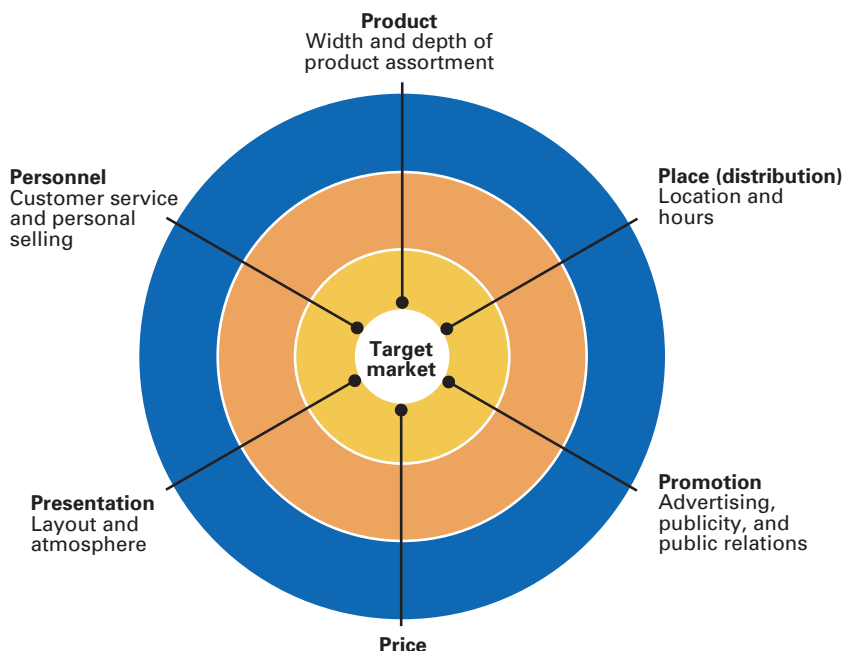 Product
Width and depth of
product assortment
Personnel
Customer service
and personal
selling
Place (distribution)
Location and
hours
Target
market
Presentation
Layout and
atmosphere
Promotion
Advertising,
publicity, and
public relations
Price